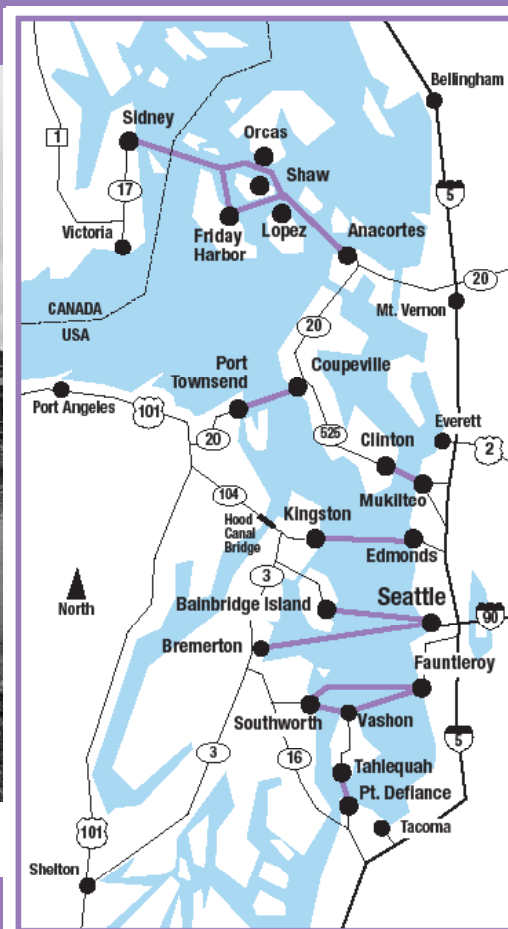 Bellingham
Sidney
Orcas
1
Shaw
5
17
Victoria
Friday
Harbor
Lopez
Anacortes
20
CANADA
USA
Mt. Vernon
20
Port
Townsend
Coupeville
Port Angeles
101
20
525
Everett
Clinton
2
Mukilteo
104
Hood
Canal
Bridge
Kingston
Edmonds
3
North
Bainbridge Island
Seattle
90
Bremerton
Fauntleroy
Southworth
Vashon
3
16
5
Tahlequah
Pt. Defiance
101
Tacoma
Shelton